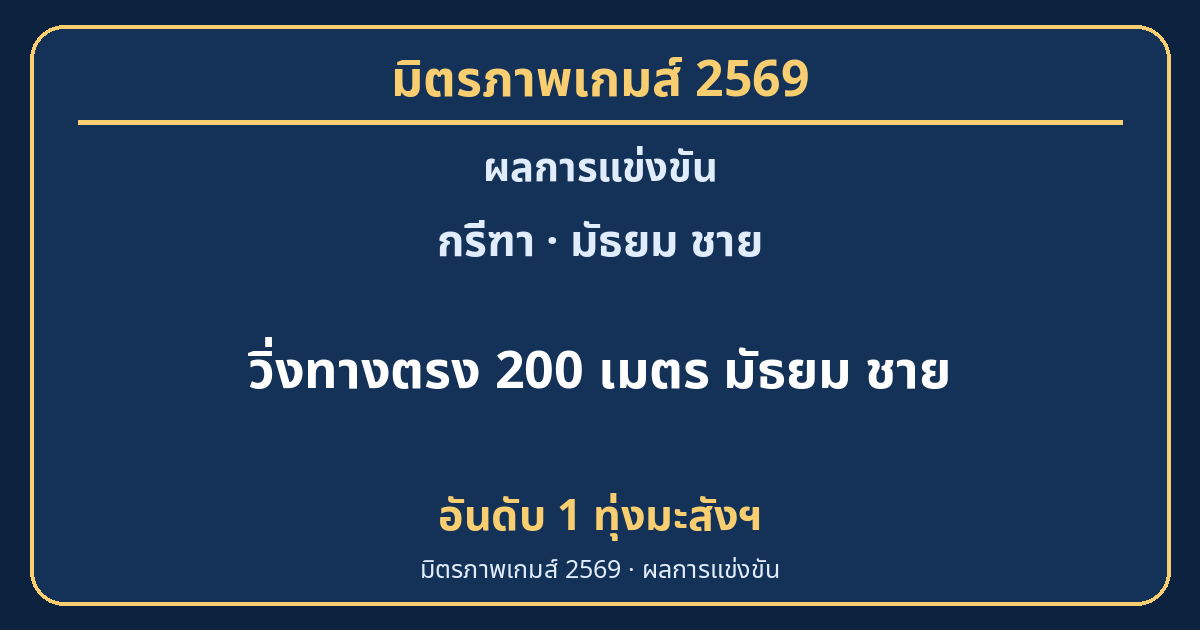 มิตรภาพเกมส์ 2569
ผลการแข่งขัน
กรีฑา · มัธยม ชาย
วิ่งทางตรง 200 เมตร มัธยม ชาย
อันดับ 1 ทุ่งมะสังฯ
มิตรภาพเกมส์ 2569 · ผลการแข่งขัน